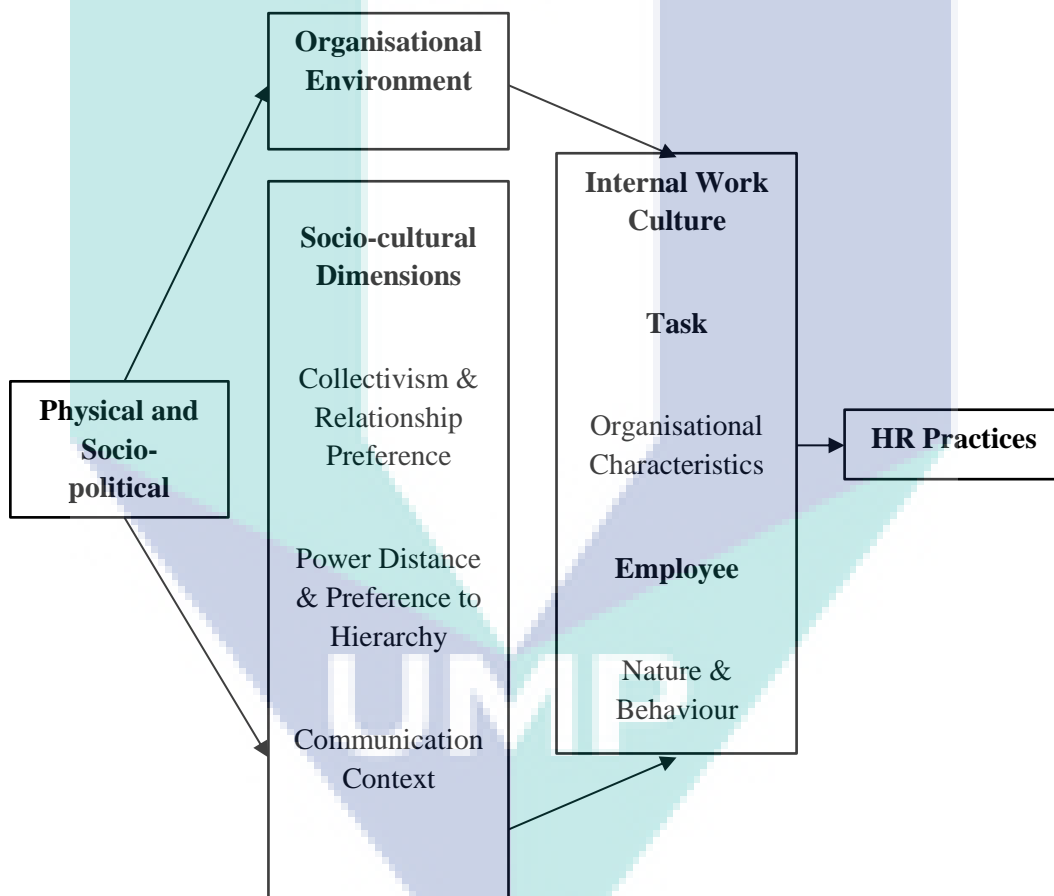 Organisational
Environment
Socio-cultural
Dimensions
Collectivism &
Relationship
Preference
Power Distance
& Preference to
Hierarchy
Communication
Context
Physical and
Socio-
political
Internal Work
Culture
Task
Organisational
Characteristics
Employee
Nature &
Behaviour
HR Practices
UMP